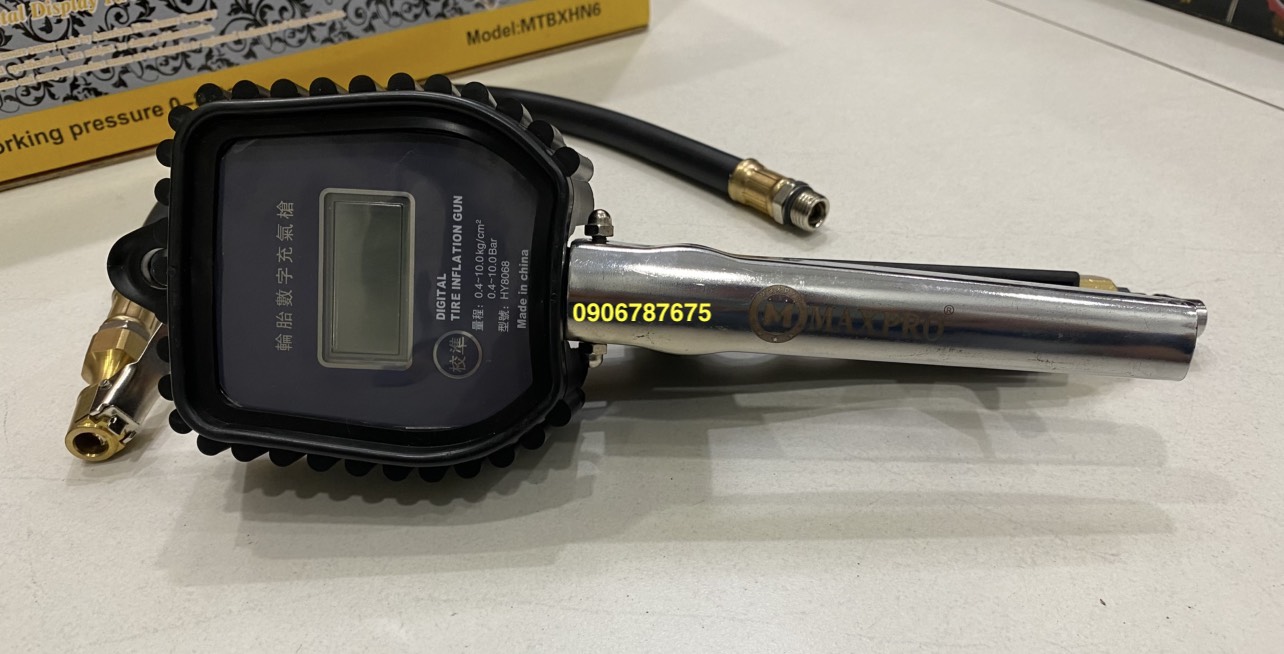 Model:MTBXHN6
orking pressure 0
輪胎數字充氣槍
DIGITAL
TIRE INFLATION GUN
量程: 0.4~10.0kg/cm²
0.4~10.0Bar
型號: HY8068
Made in china
校準
0906787675
M MAXPRO®